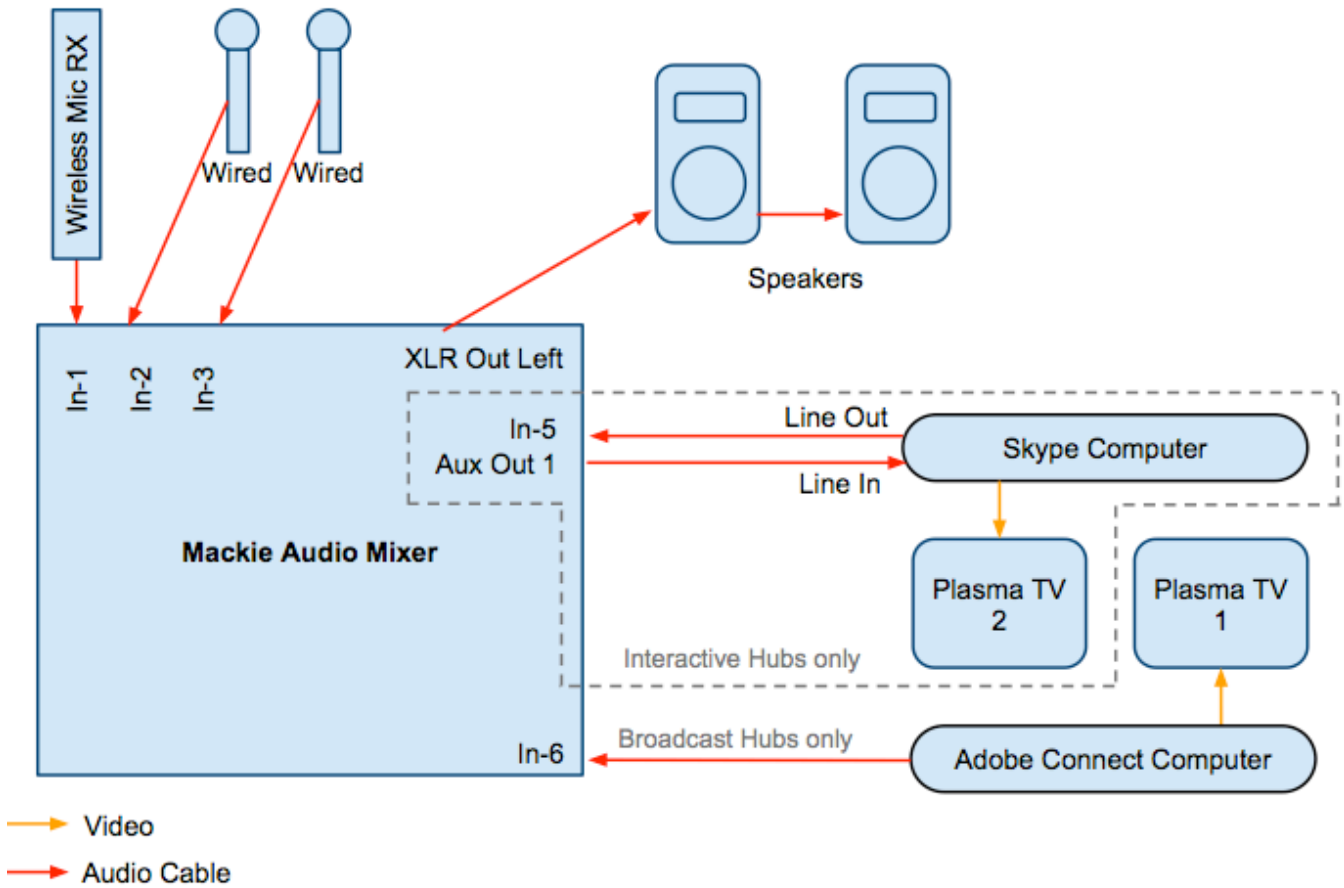 Wireless Mic RX
Wired
Wired
Speakers
In-1
In-2
In-3
XLR Out Left
In-5
Aux Out 1
Line Out
Line In
Skype Computer
Mackie Audio Mixer
Plasma TV
2
Plasma TV
1
Interactive Hubs only
In-6
Broadcast Hubs only
Adobe Connect Computer
Video
Audio Cable